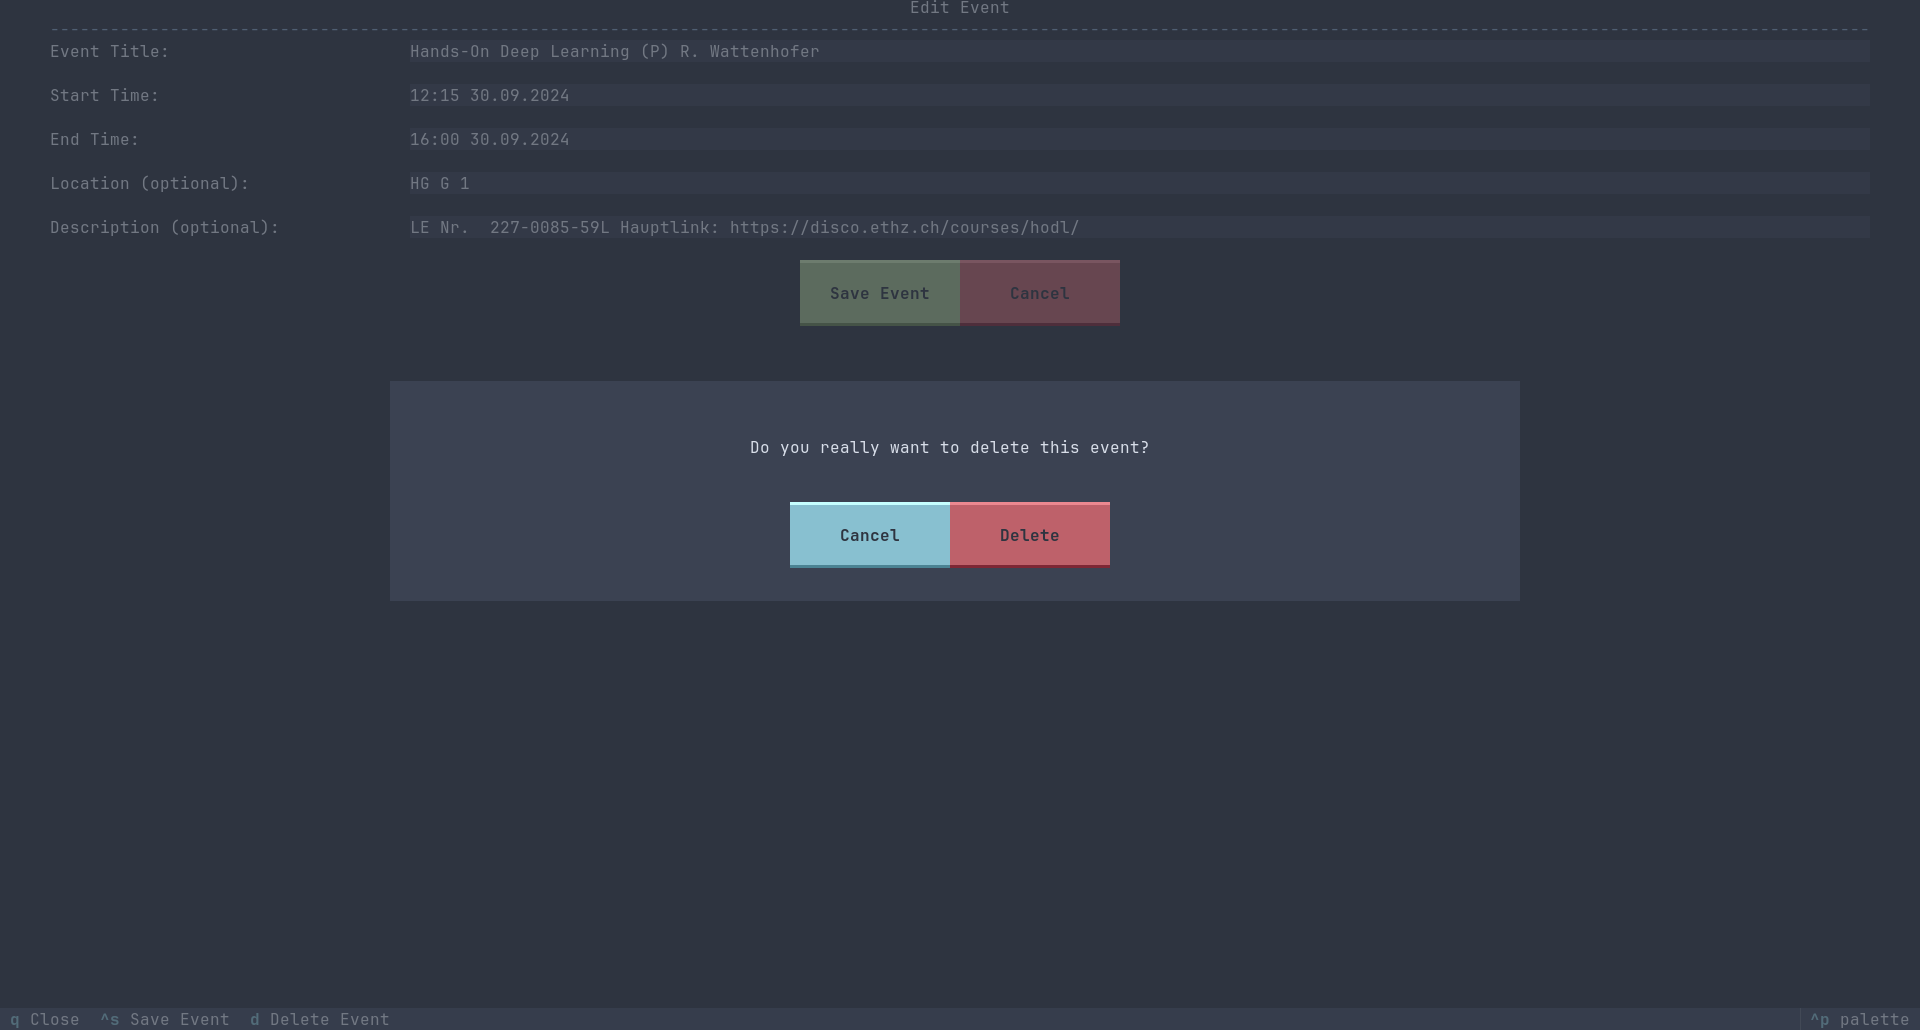 Edit Event
Event Title: Hands-On Deep Learning (P) R. Wattenhofer
Start Time: 12:15 30.09.2024
End Time: 16:00 30.09.2024
Location (optional): HG G 1
Description (optional): LE Nr.  227-0085-59L Hauptlink: https://disco.ethz.ch/courses/hodl/
Save Event Cancel
Do you really want to delete this event?
Cancel Delete
q Close ^s Save Event d Delete Event ^p palette